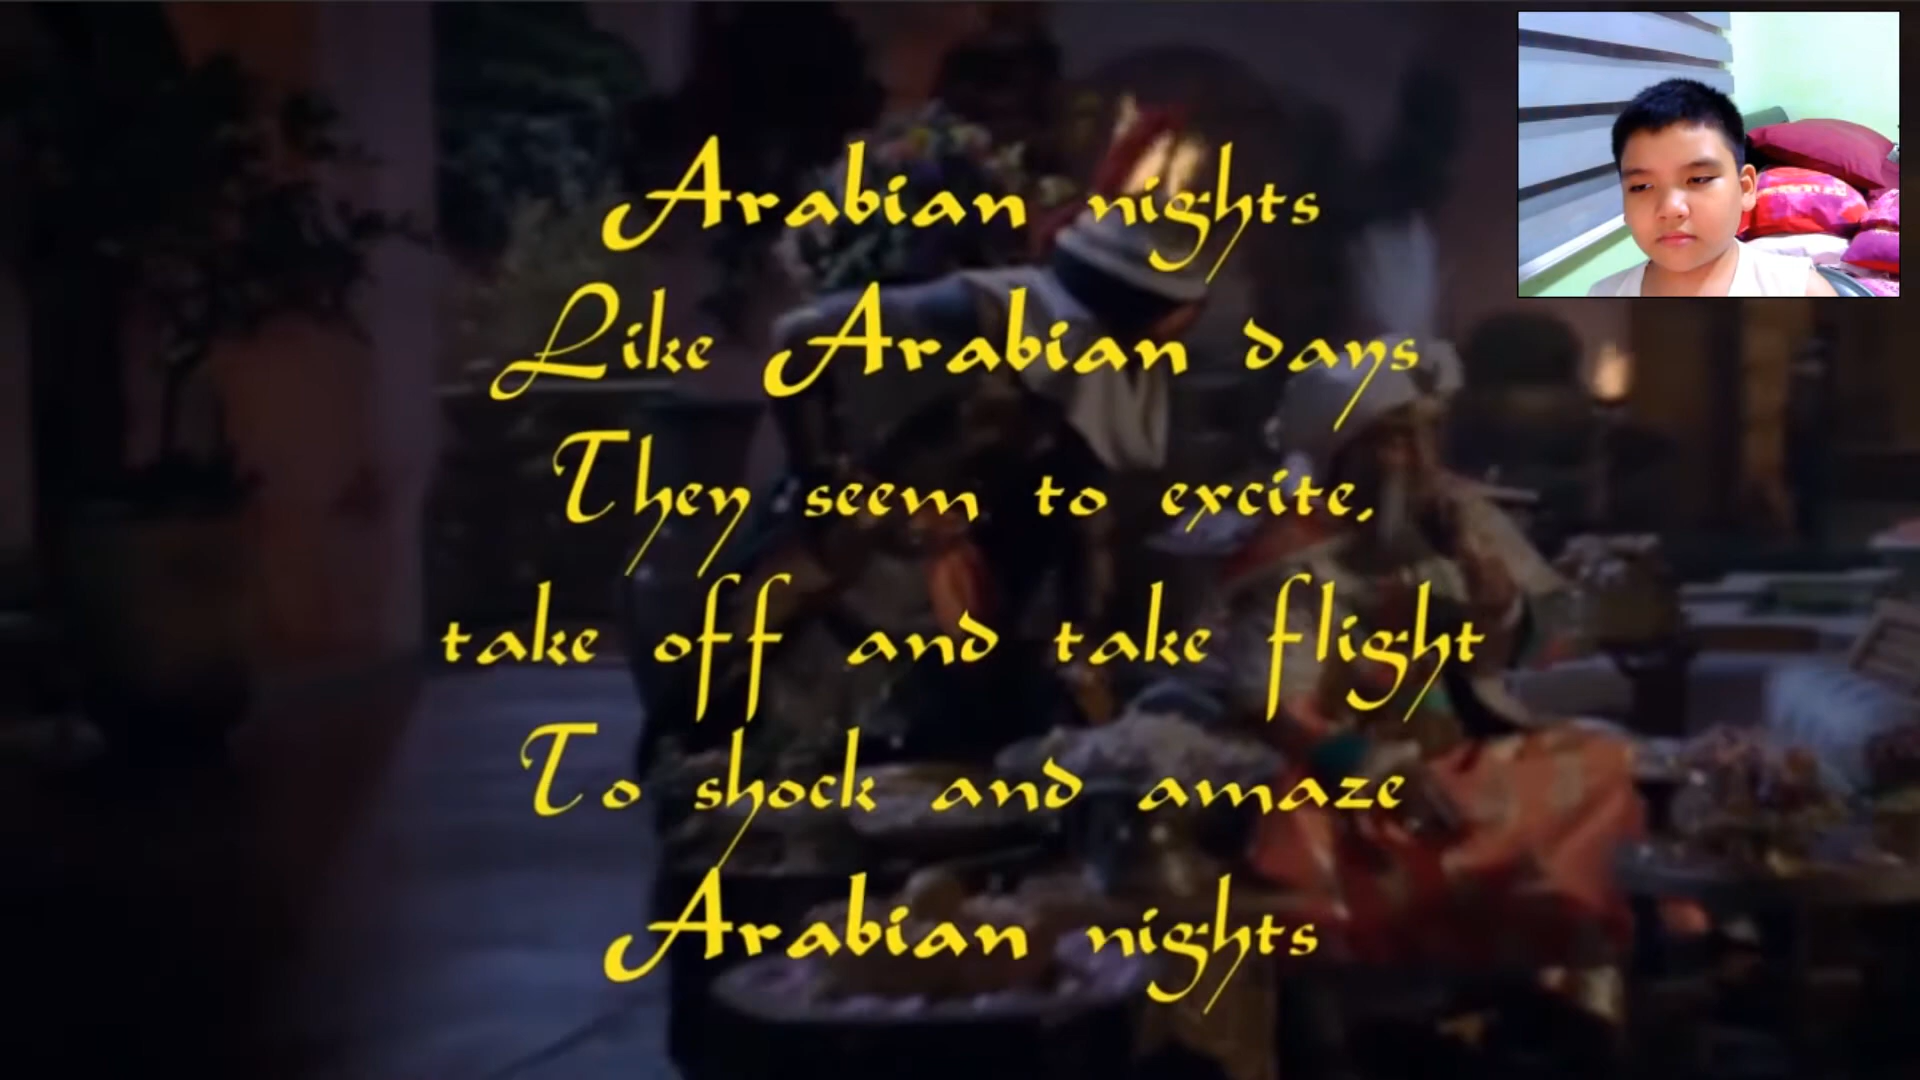 Arabian nights
Like Arabian days
They seem to excite,
take off and take flight
To shock and amaze
Arabian nights